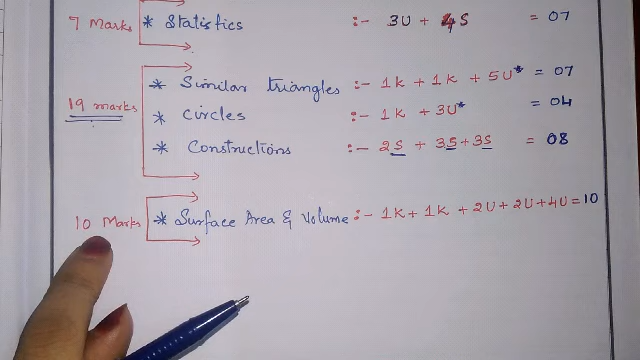 7 Marks * Statistics :- 3U + 4S = 07
* Similar triangles :- 1K + 1K + 5U* = 07
19 marks
* Circles :- 1K + 3U* = 04
* Constructions :- 2S + 3S + 3S = 08
10 Marks * Surface Area & Volume :- 1K + 1K + 2U + 2U + 4U = 10